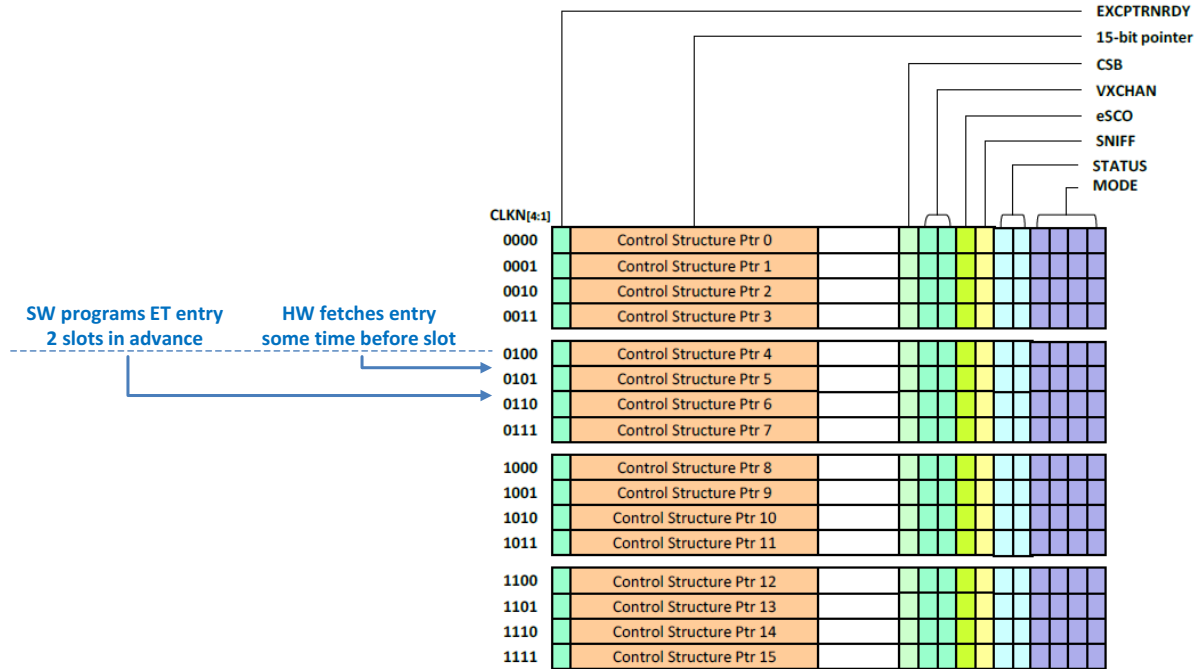 EXCPTRNRDY
15-bit pointer
CSB
VXCHAN
eSCO
SNIFF
STATUS
MODE
CLKN[4:1]
0000 Control Structure Ptr 0
0001 Control Structure Ptr 1
0010 Control Structure Ptr 2
0011 Control Structure Ptr 3
SW programs ET entry
2 slots in advance
HW fetches entry
some time before slot
0100 Control Structure Ptr 4
0101 Control Structure Ptr 5
0110 Control Structure Ptr 6
0111 Control Structure Ptr 7
1000 Control Structure Ptr 8
1001 Control Structure Ptr 9
1010 Control Structure Ptr 10
1011 Control Structure Ptr 11
1100 Control Structure Ptr 12
1101 Control Structure Ptr 13
1110 Control Structure Ptr 14
1111 Control Structure Ptr 15